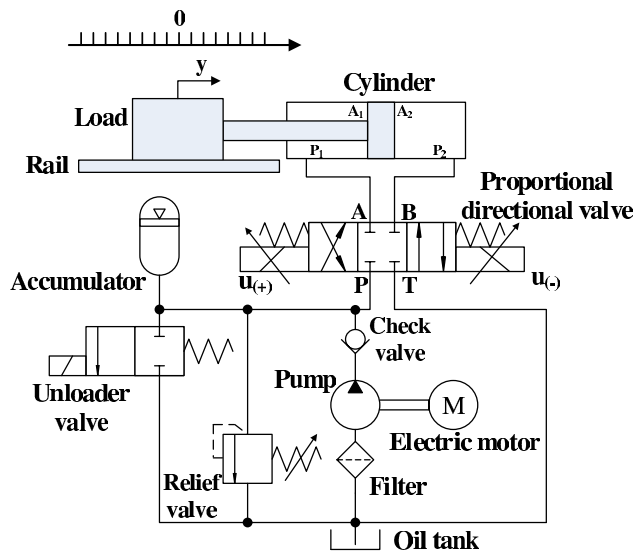 0
y
Cylinder
Load
A1
A2
Rail
P1
P2
Proportional
directional valve
A
B
Accumulator
u(+)
P
T
u(-)
Check
valve
Unloader
valve
Pump
M
Electric motor
Relief
valve
Filter
Oil tank